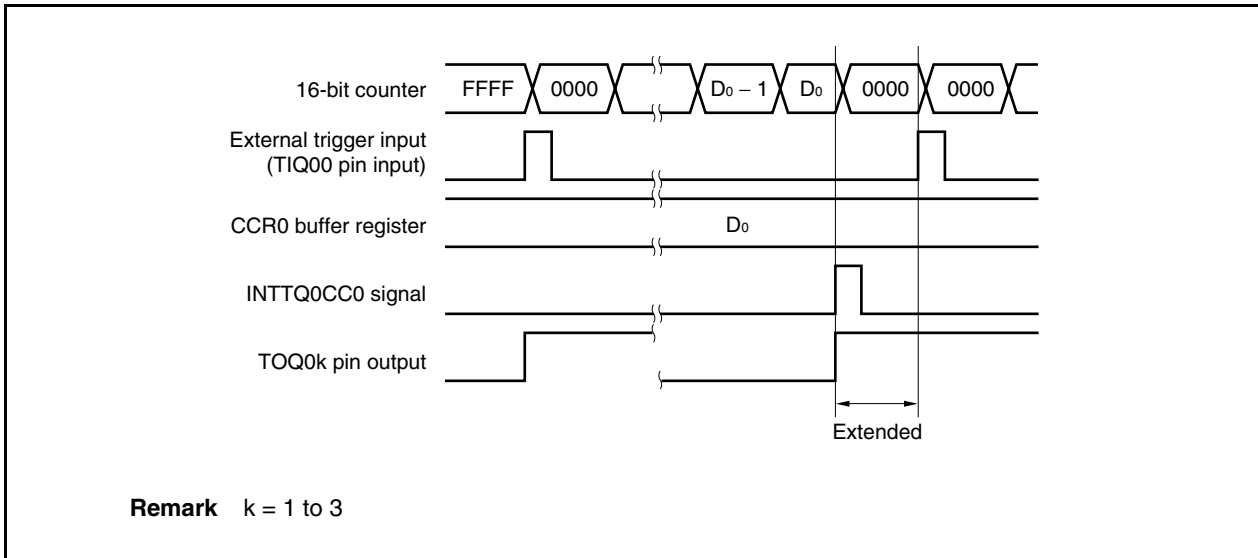 16-bit counter FFFF 0000 D₀ – 1 D₀ 0000 0000
External trigger input
(TIQ00 pin input)
CCR0 buffer register D₀
INTTQ0CC0 signal
TOQ0k pin output
Extended
Remark k = 1 to 3